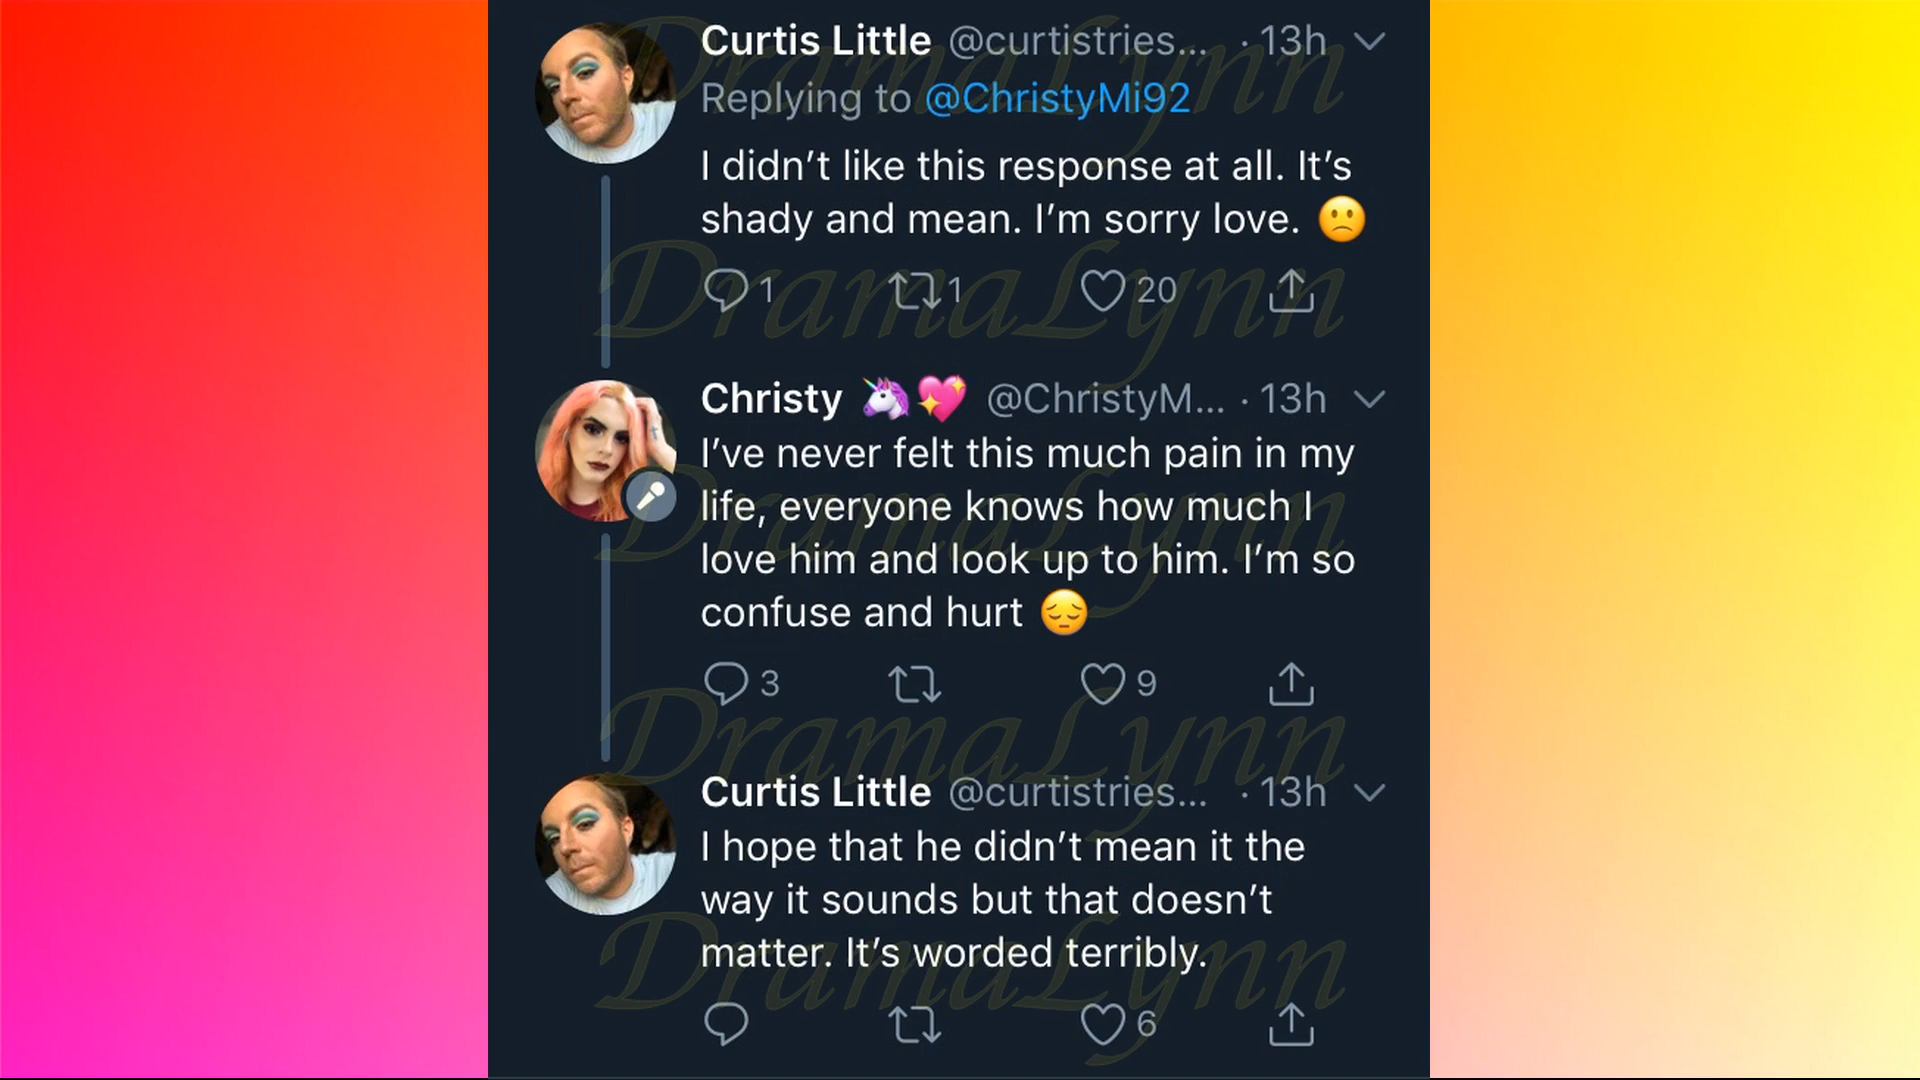 Curtis Little @curtistries... · 13h
Replying to @ChristyMi92
I didn’t like this response at all. It’s
shady and mean. I’m sorry love. 🙁
1 1 20
Christy 🦄💖 @ChristyM... · 13h
I’ve never felt this much pain in my
life, everyone knows how much I
love him and look up to him. I’m so
confuse and hurt 😔
3 9
Curtis Little @curtistries... · 13h
I hope that he didn’t mean it the
way it sounds but that doesn’t
matter. It’s worded terribly.
6
DramaLynn
DramaLynn
DramaLynn
DramaLynn
DramaLynn